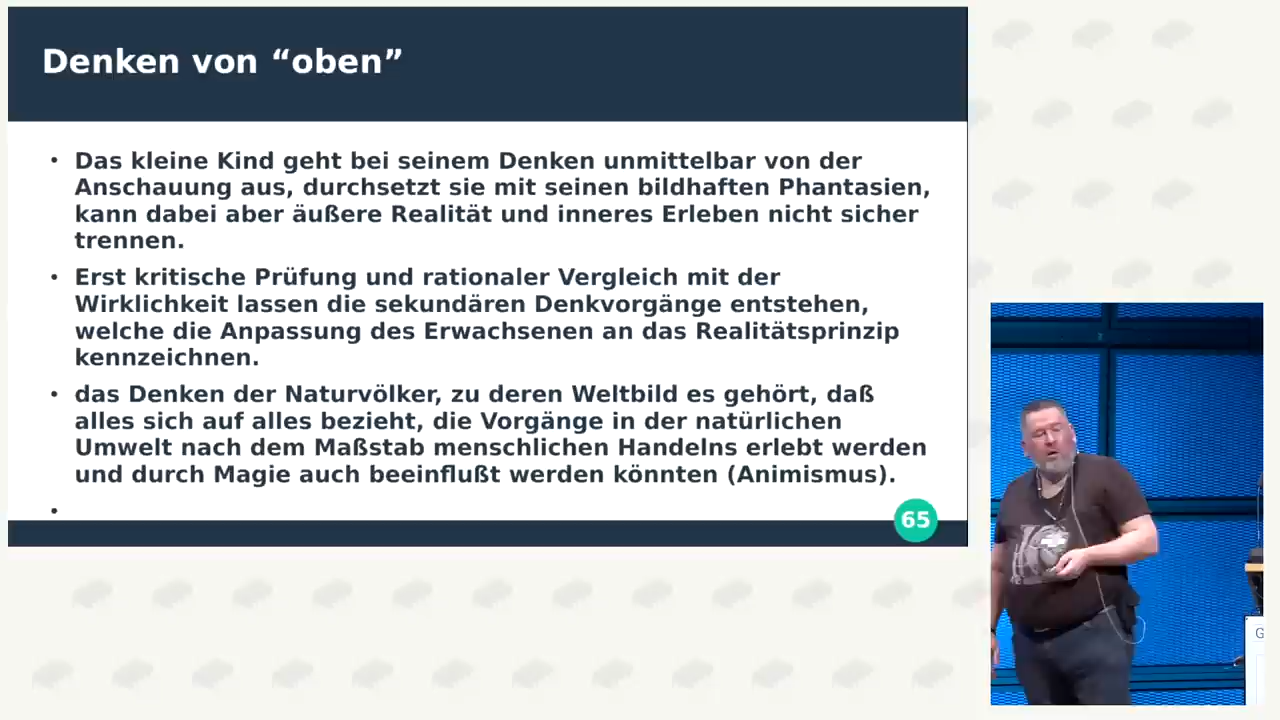 Denken von “oben”
• Das kleine Kind geht bei seinem Denken unmittelbar von der
Anschauung aus, durchsetzt sie mit seinen bildhaften Phantasien,
kann dabei aber äußere Realität und inneres Erleben nicht sicher
trennen.
• Erst kritische Prüfung und rationaler Vergleich mit der
Wirklichkeit lassen die sekundären Denkvorgänge entstehen,
welche die Anpassung des Erwachsenen an das Realitätsprinzip
kennzeichnen.
• das Denken der Naturvölker, zu deren Weltbild es gehört, daß
alles sich auf alles bezieht, die Vorgänge in der natürlichen
Umwelt nach dem Maßstab menschlichen Handelns erlebt werden
und durch Magie auch beeinflußt werden könnten (Animismus).
•
65
G